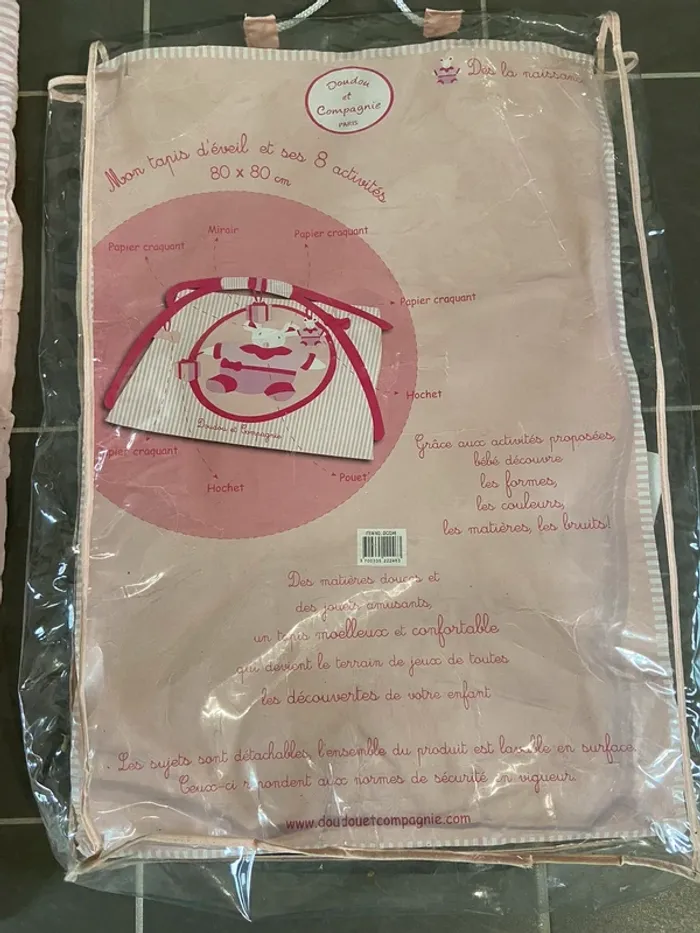 Doudou
et
Compagnie
PARIS
Dès la naissance
Mon tapis d'éveil et ses 8 activités
80 x 80 cm
Papier craquant
Miroir
Papier craquant
Papier craquant
Hochet
Doudou et Compagnie
craquant
Hochet
Pouet
Grâce aux activités proposées,
bébé découvre
les formes,
les couleurs,
les matières, les bruits!
ITEM NO.
Des matières douces et
des jouets amusants,
un tapis moelleux et confortable
qui devient le terrain de jeux de toutes
les découvertes de votre enfant
Les sujets sont détachables, l'ensemble du produit est lavable en surface.
Ceux-ci répondent aux normes de sécurité en vigueur.
www.doudouetcompagnie.com